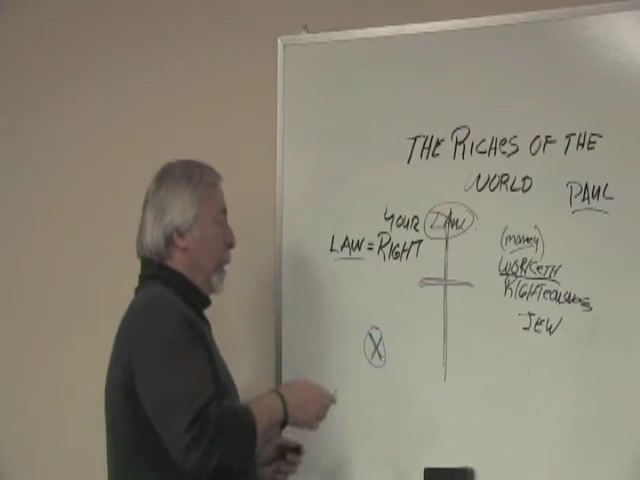 THE RICHES OF THE
WORLD
PAUL
YOUR LAW
LAW = RIGHT
(money)
WORKETH
RIGHTEOUSNESS
JEW
X